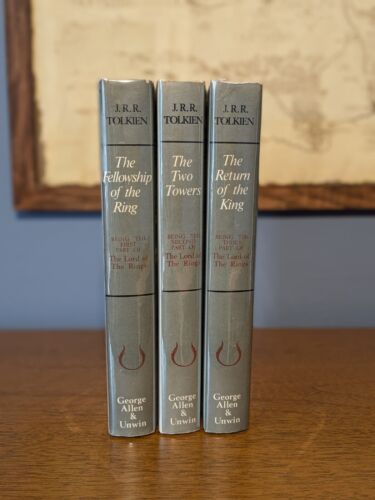 J. R. R.
TOLKIEN
The
Fellowship
of the
Ring
BEING THE
FIRST
PART OF
The Lord of
The Rings
George
Allen
&
Unwin
J. R. R.
TOLKIEN
The
Two
Towers
BEING THE
SECOND
PART OF
The Lord of
The Rings
George
Allen
&
Unwin
J. R. R.
TOLKIEN
The
Return
of the
King
BEING THE
THIRD
PART OF
The Lord of
The Rings
George
Allen
&
Unwin